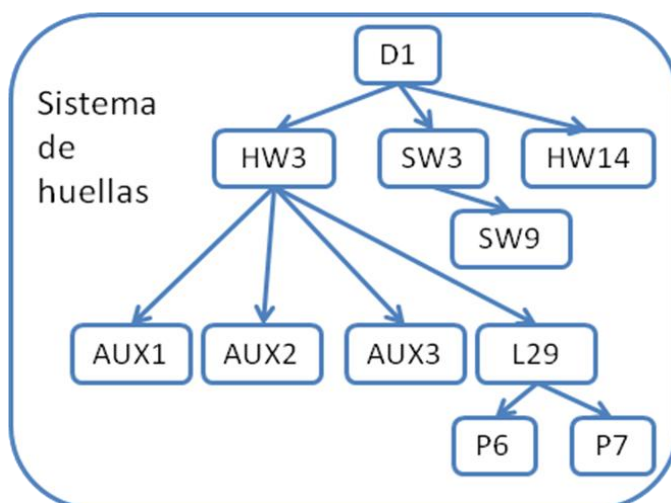 D1
Sistema
de
huellas
HW3
SW3
HW14
SW9
AUX1
AUX2
AUX3
L29
P6
P7